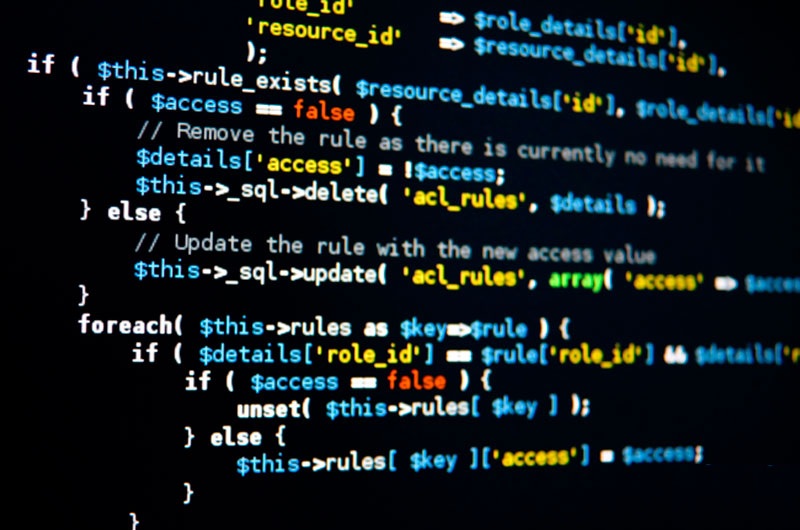 'role_id' => $role_details['id'],
'resource_id' => $resource_details['id'],
);
if ( $this->rule_exists( $resource_details['id'], $role_details['id
if ( $access == false ) {
// Remove the rule as there is currently no need for it
$details['access'] = !$access;
$this->_sql->delete( 'acl_rules', $details );
} else {
// Update the rule with the new access value
$this->_sql->update( 'acl_rules', array( 'access' => $access
}
foreach( $this->rules as $key=>$rule ) {
if ( $details['role_id'] == $rule['role_id'] && $details['r
if ( $access == false ) {
unset( $this->rules[ $key ] );
} else {
$this->rules[ $key ]['access'] = $access;
}
}